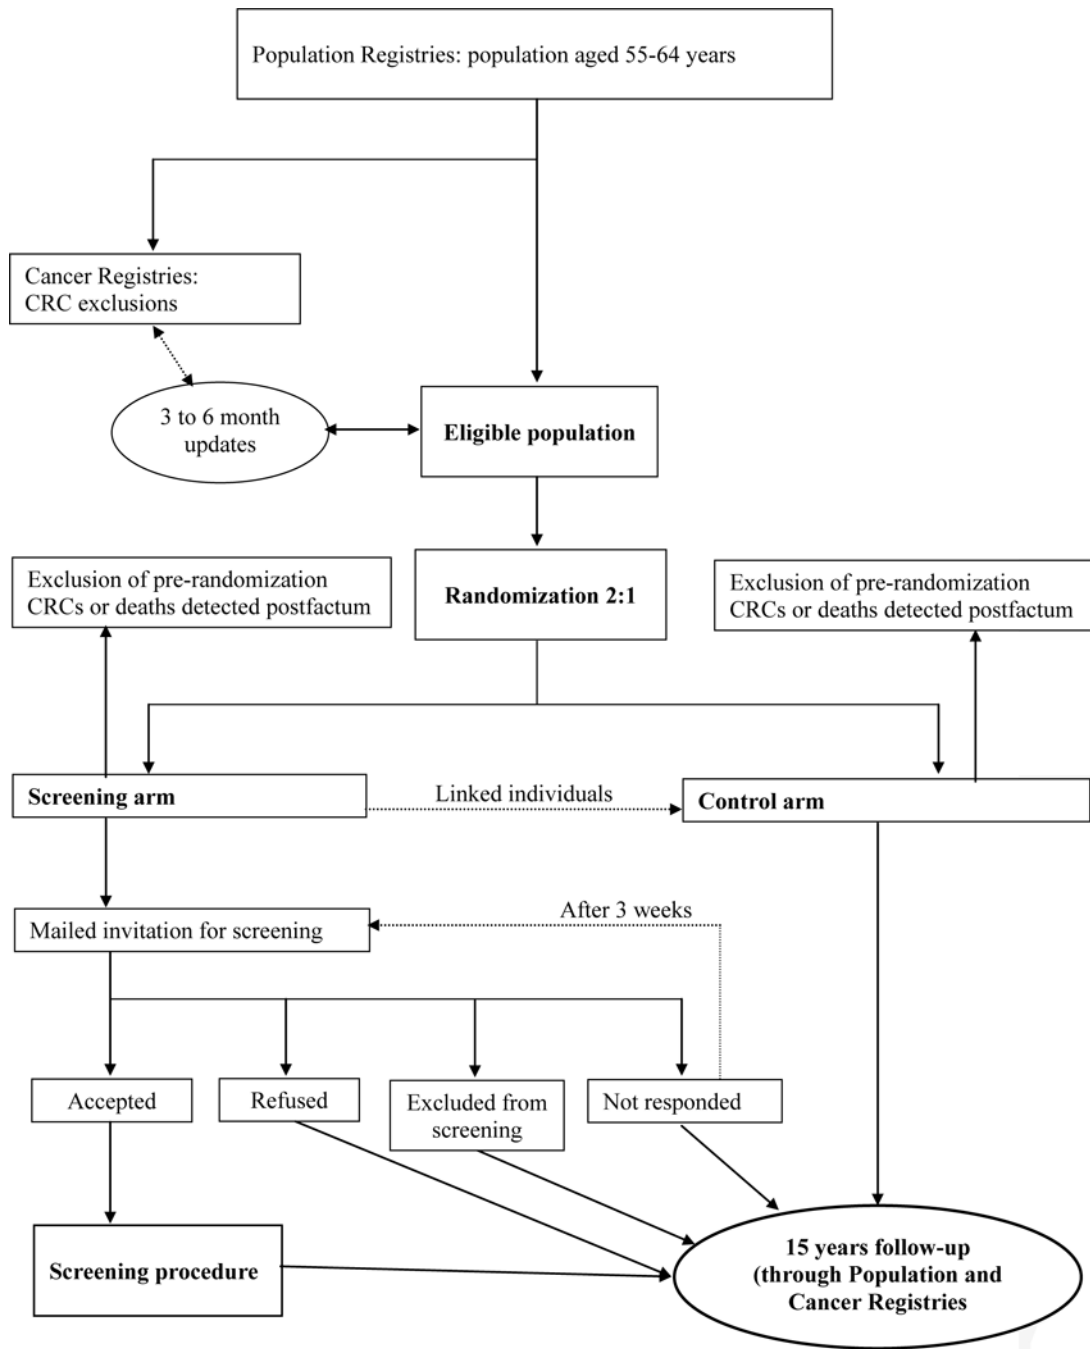 Population Registries: population aged 55-64 years
Cancer Registries:
CRC exclusions
3 to 6 month
updates
Eligible population
Exclusion of pre-randomization
CRCs or deaths detected postfactum
Randomization 2:1
Exclusion of pre-randomization
CRCs or deaths detected postfactum
Screening arm
Linked individuals
Control arm
Mailed invitation for screening
After 3 weeks
Accepted
Refused
Excluded from
screening
Not responded
Screening procedure
15 years follow-up
(through Population and
Cancer Registries